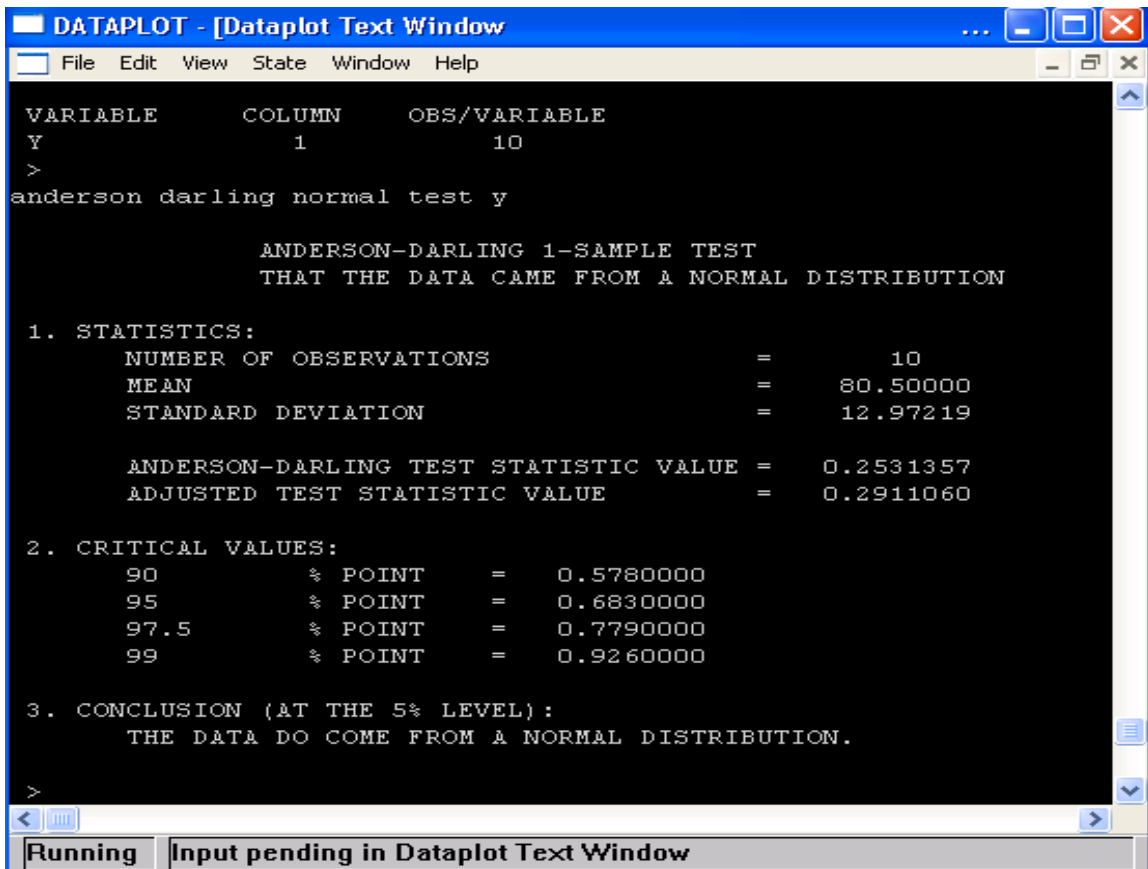 DATAPLOT - [Dataplot Text Window ...
File Edit View State Window Help
VARIABLE COLUMN OBS/VARIABLE
Y 1 10
>
anderson darling normal test y
ANDERSON-DARLING 1-SAMPLE TEST
THAT THE DATA CAME FROM A NORMAL DISTRIBUTION
1. STATISTICS:
NUMBER OF OBSERVATIONS = 10
MEAN = 80.50000
STANDARD DEVIATION = 12.97219
ANDERSON-DARLING TEST STATISTIC VALUE = 0.2531357
ADJUSTED TEST STATISTIC VALUE = 0.2911060
2. CRITICAL VALUES:
90 % POINT = 0.5780000
95 % POINT = 0.6830000
97.5 % POINT = 0.7790000
99 % POINT = 0.9260000
3. CONCLUSION (AT THE 5% LEVEL):
THE DATA DO COME FROM A NORMAL DISTRIBUTION.
>
Running Input pending in Dataplot Text Window